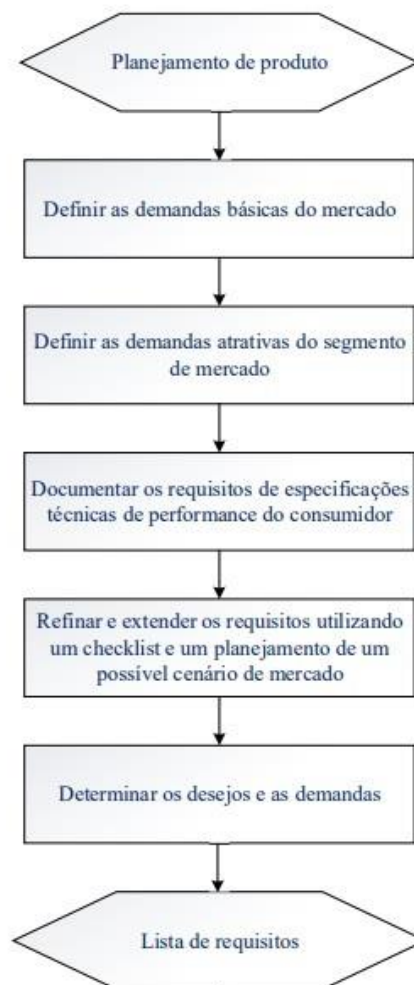 Planejamento de produto
Definir as demandas básicas do mercado
Definir as demandas atrativas do segmento
de mercado
Documentar os requisitos de especificações
técnicas de performance do consumidor
Refinar e extender os requisitos utilizando
um checklist e um planejamento de um
possível cenário de mercado
Determinar os desejos e as demandas
Lista de requisitos